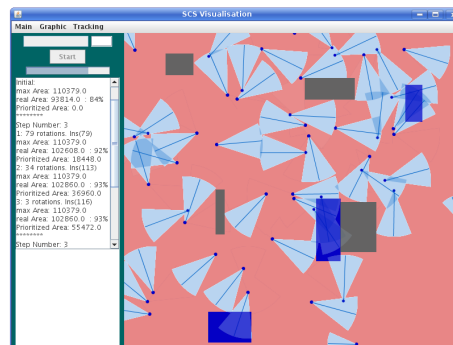 SCS Visualisation
Main Graphic Tracking
Start
Initial:
max Area: 110379.0
real Area: 93814.0 : 84%
Prioritized Area: 0.0
********
Step Number: 3
1: 79 rotations. Ins(79)
max Area: 110379.0
real Area: 102608.0 : 92%
Prioritized Area: 18448.0
2: 34 rotations. Ins(113)
max Area: 110379.0
real Area: 102860.0 : 93%
Prioritized Area: 36960.0
3: 3 rotations. Ins(116)
max Area: 110379.0
real Area: 102860.0 : 93%
Prioritized Area: 55472.0
********
Step Number: 3